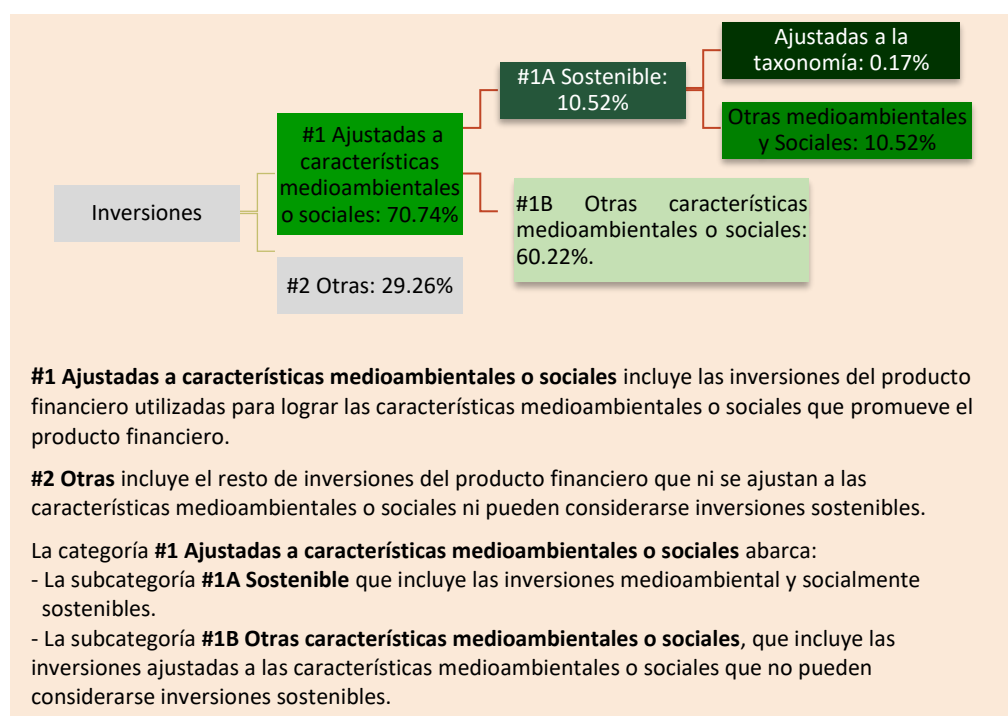 Ajustadas a la
taxonomía: 0.17%
#1A Sostenible:
10.52%
Otras medioambientales
y Sociales: 10.52%
#1 Ajustadas a
características
medioambientales
o sociales: 70.74%
Inversiones
#1B Otras características
medioambientales o sociales:
60.22%.
#2 Otras: 29.26%
#1 Ajustadas a características medioambientales o sociales incluye las inversiones del producto
financiero utilizadas para lograr las características medioambientales o sociales que promueve el
producto financiero.
#2 Otras incluye el resto de inversiones del producto financiero que ni se ajustan a las
características medioambientales o sociales ni pueden considerarse inversiones sostenibles.
La categoría #1 Ajustadas a características medioambientales o sociales abarca:
- La subcategoría #1A Sostenible que incluye las inversiones medioambiental y socialmente
sostenibles.
- La subcategoría #1B Otras características medioambientales o sociales, que incluye las
inversiones ajustadas a las características medioambientales o sociales que no pueden
considerarse inversiones sostenibles.